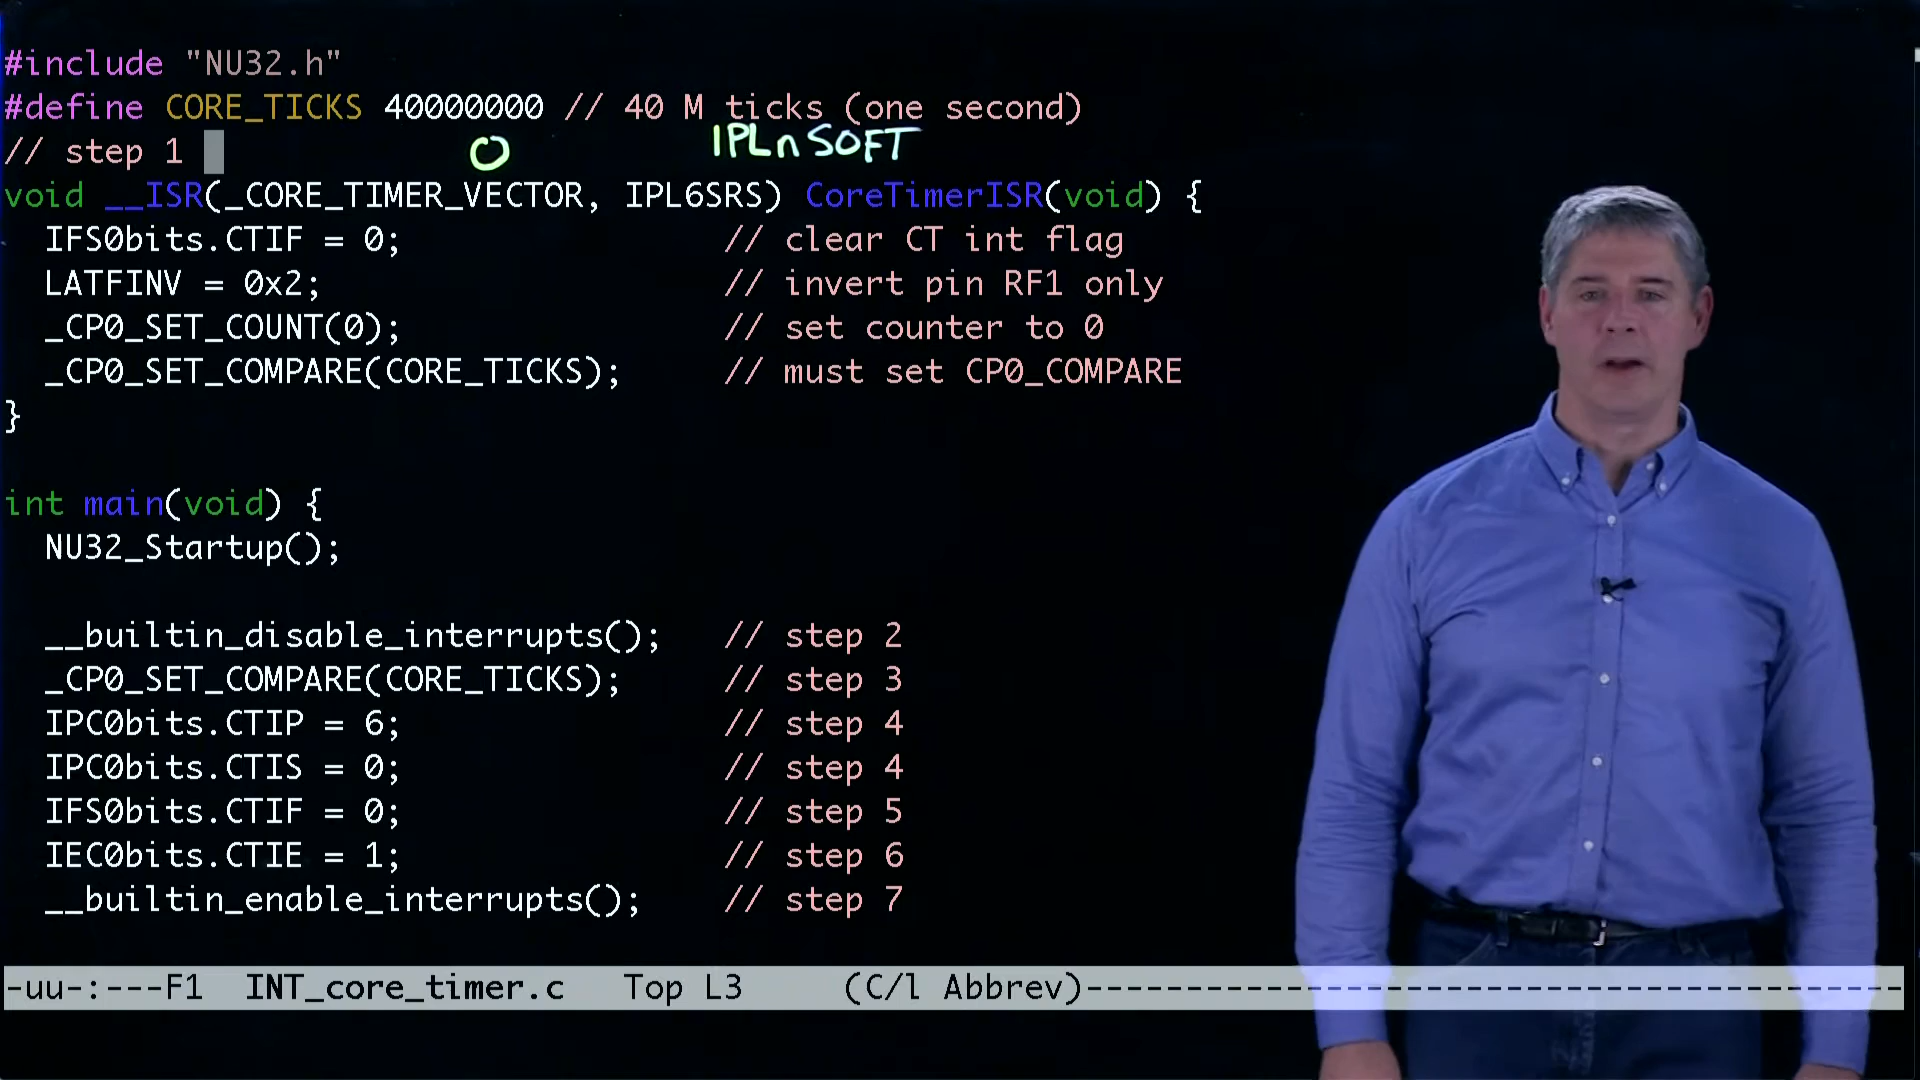 #include "NU32.h"
#define CORE_TICKS 40000000 // 40 M ticks (one second)
// step 1
O IPLnSOFT
void __ISR(_CORE_TIMER_VECTOR, IPL6SRS) CoreTimerISR(void) {
IFS0bits.CTIF = 0; // clear CT int flag
LATFINV = 0x2; // invert pin RF1 only
_CP0_SET_COUNT(0); // set counter to 0
_CP0_SET_COMPARE(CORE_TICKS); // must set CP0_COMPARE
}
int main(void) {
NU32_Startup();
__builtin_disable_interrupts(); // step 2
_CP0_SET_COMPARE(CORE_TICKS); // step 3
IPC0bits.CTIP = 6; // step 4
IPC0bits.CTIS = 0; // step 4
IFS0bits.CTIF = 0; // step 5
IEC0bits.CTIE = 1; // step 6
__builtin_enable_interrupts(); // step 7
-uu-:---F1 INT_core_timer.c Top L3 (C/l Abbrev)-----------------------------------------